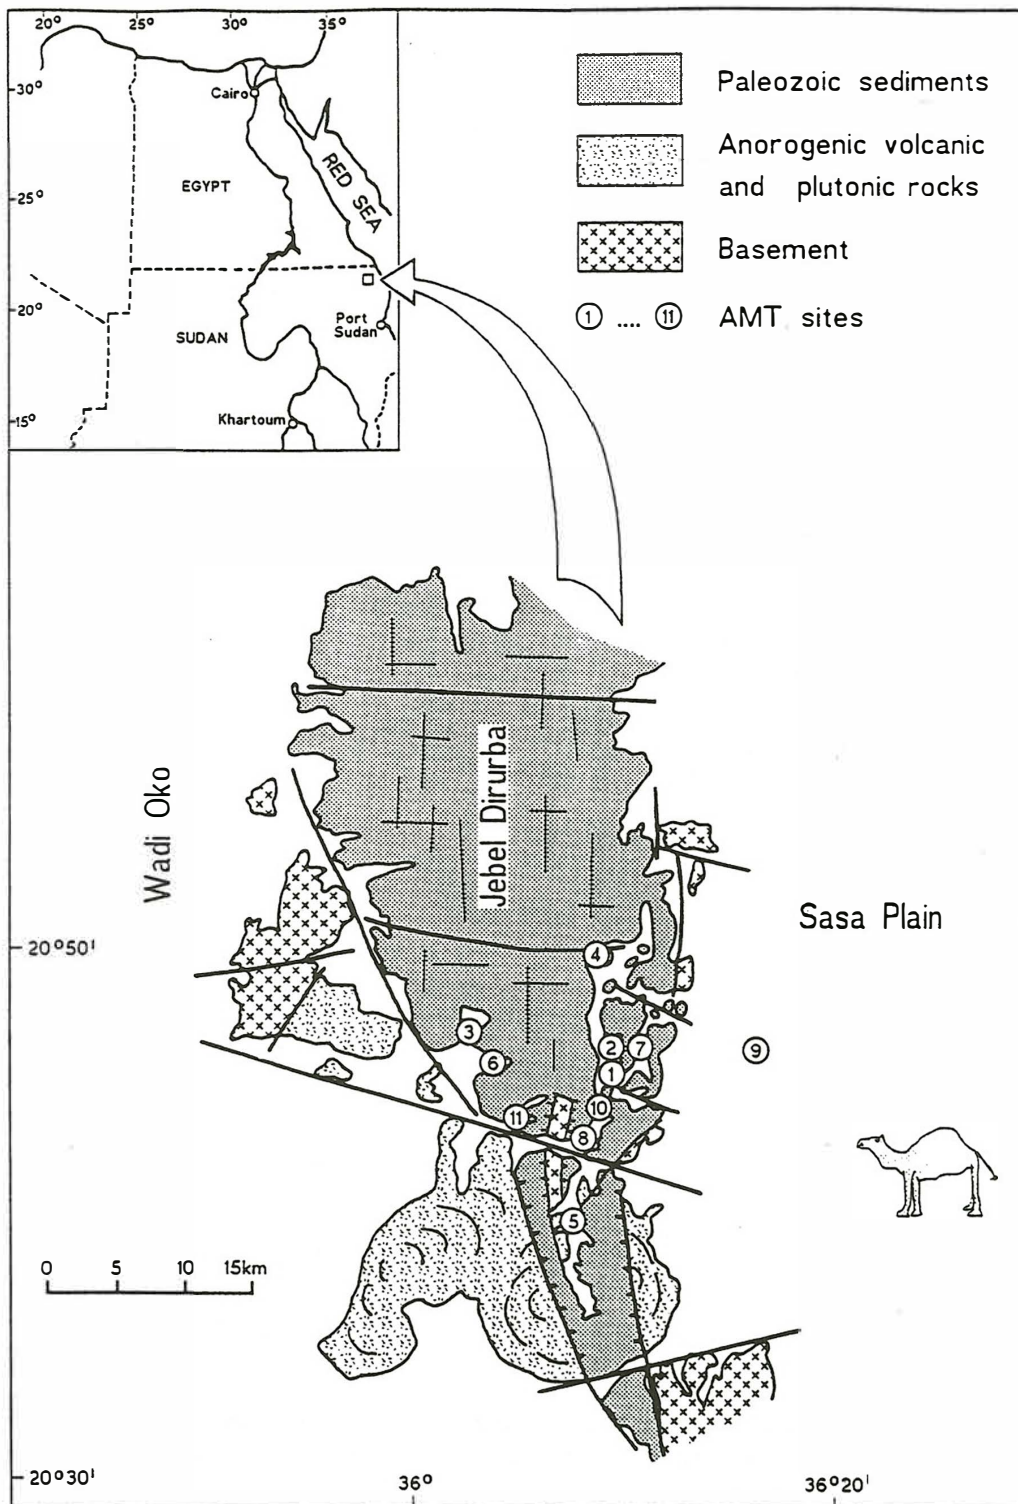 20° 25° 30° 35°
30°
25°
20°
15°
Cairo
EGYPT
RED SEA
SUDAN
Port
Sudan
Khartoum
Paleozoic sediments
Anorogenic volcanic
and plutonic rocks
Basement
1 .... 11 AMT sites
Jebel Dirurba
Wadi Oko
Sasa Plain
20°50'
4
3
2
7
9
6
1
10
11
8
5
0 5 10 15km
20°30'
36°
36°20'